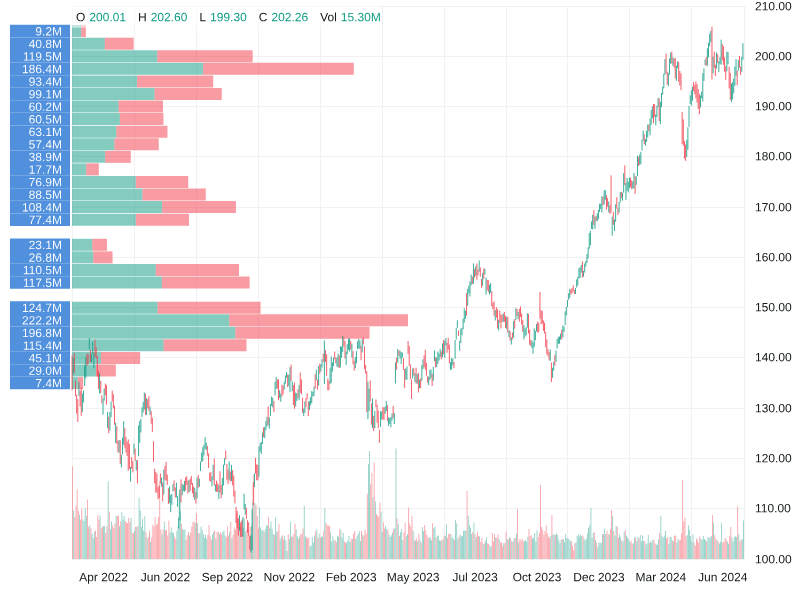 O 200.01 H 202.60 L 199.30 C 202.26 Vol 15.30M
9.2M
40.8M
119.5M
186.4M
93.4M
99.1M
60.2M
60.5M
63.1M
57.4M
38.9M
17.7M
76.9M
88.5M
108.4M
77.4M
23.1M
26.8M
110.5M
117.5M
124.7M
222.2M
196.8M
115.4M
45.1M
29.0M
7.4M
210.00
200.00
190.00
180.00
170.00
160.00
150.00
140.00
130.00
120.00
110.00
100.00
Apr 2022 Jun 2022 Sep 2022 Nov 2022 Feb 2023 May 2023 Jul 2023 Oct 2023 Dec 2023 Mar 2024 Jun 2024